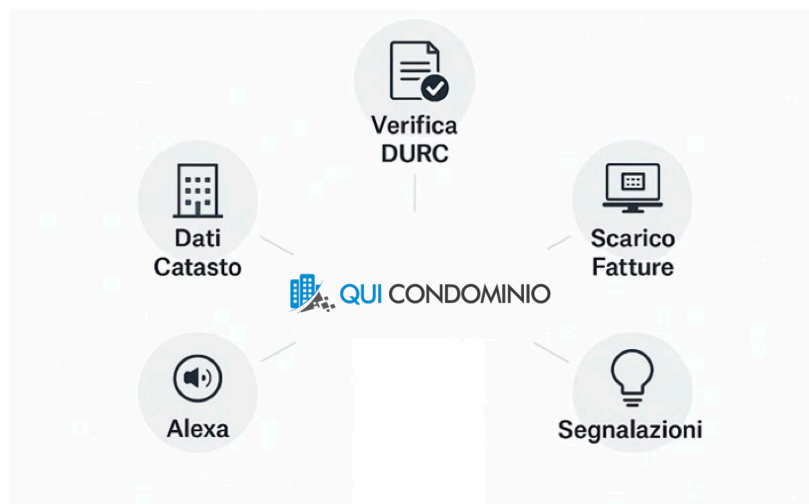 Verifica
DURC
Dati
Catasto
Scarico
Fatture
QUI CONDOMINIO
Alexa
Segnalazioni